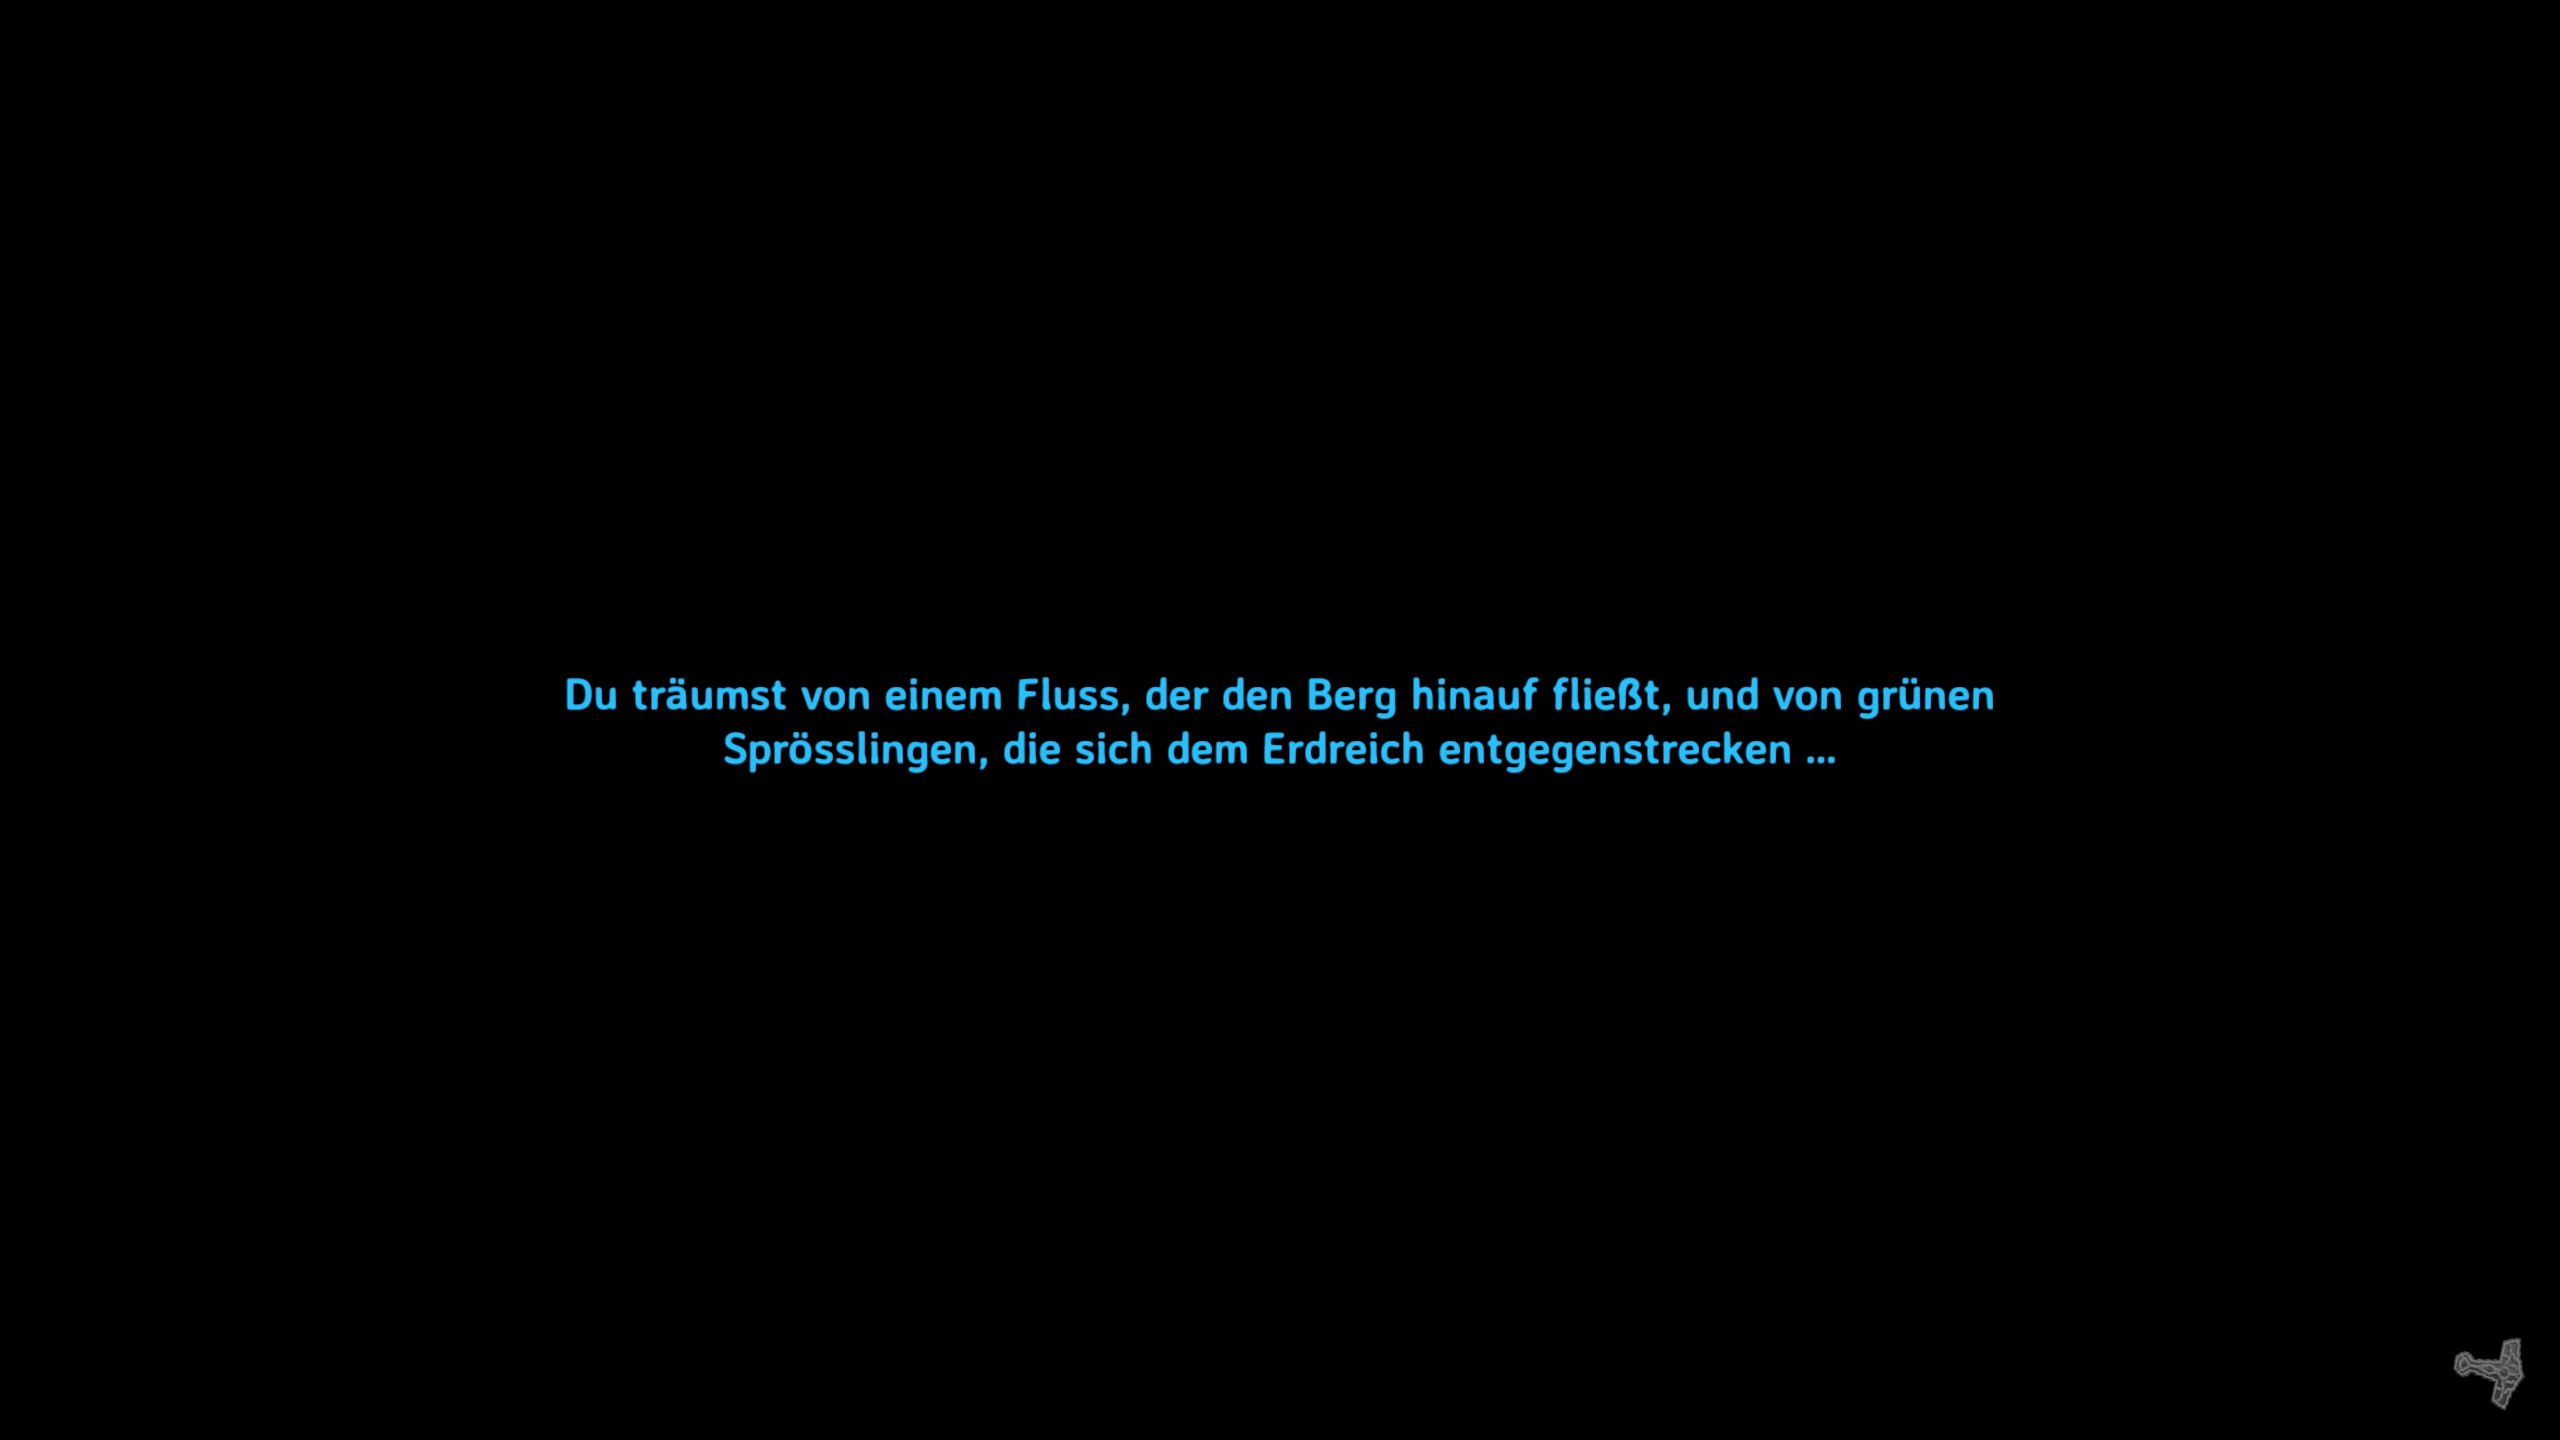 Du träumst von einem Fluss, der den Berg hinauf fließt, und von grünen
Sprösslingen, die sich dem Erdreich entgegenstrecken ...